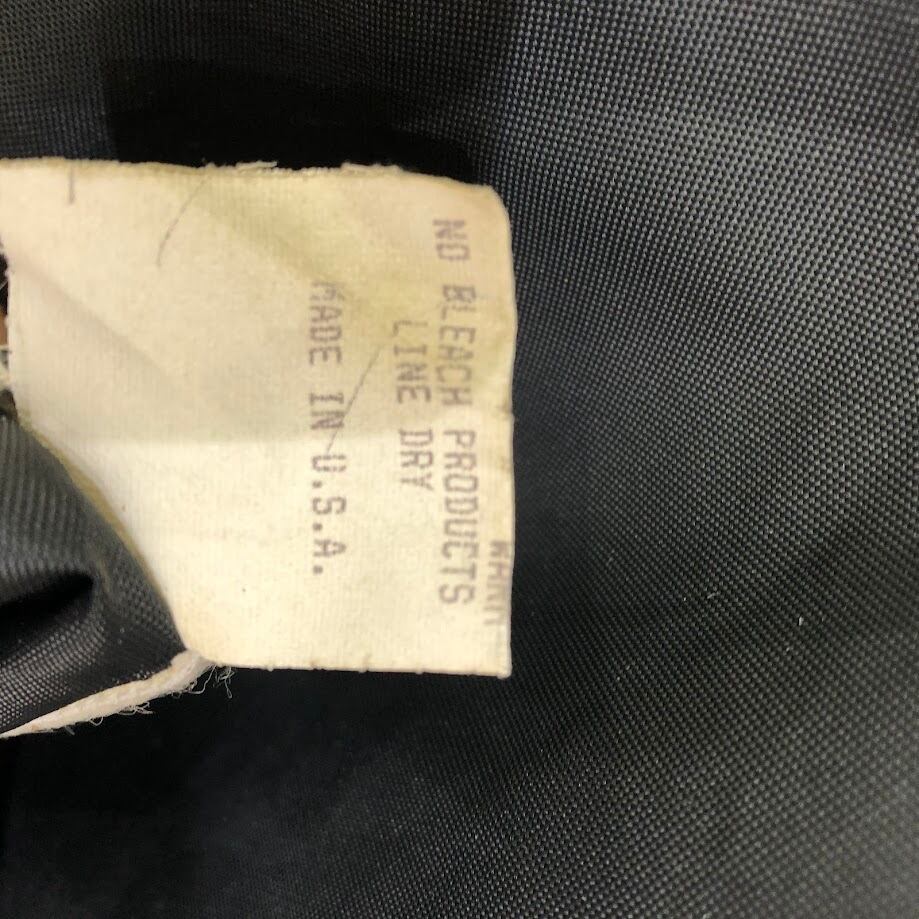 NO BLEACH PRODUCTS
LINE DRY
MADE IN U.S.A.